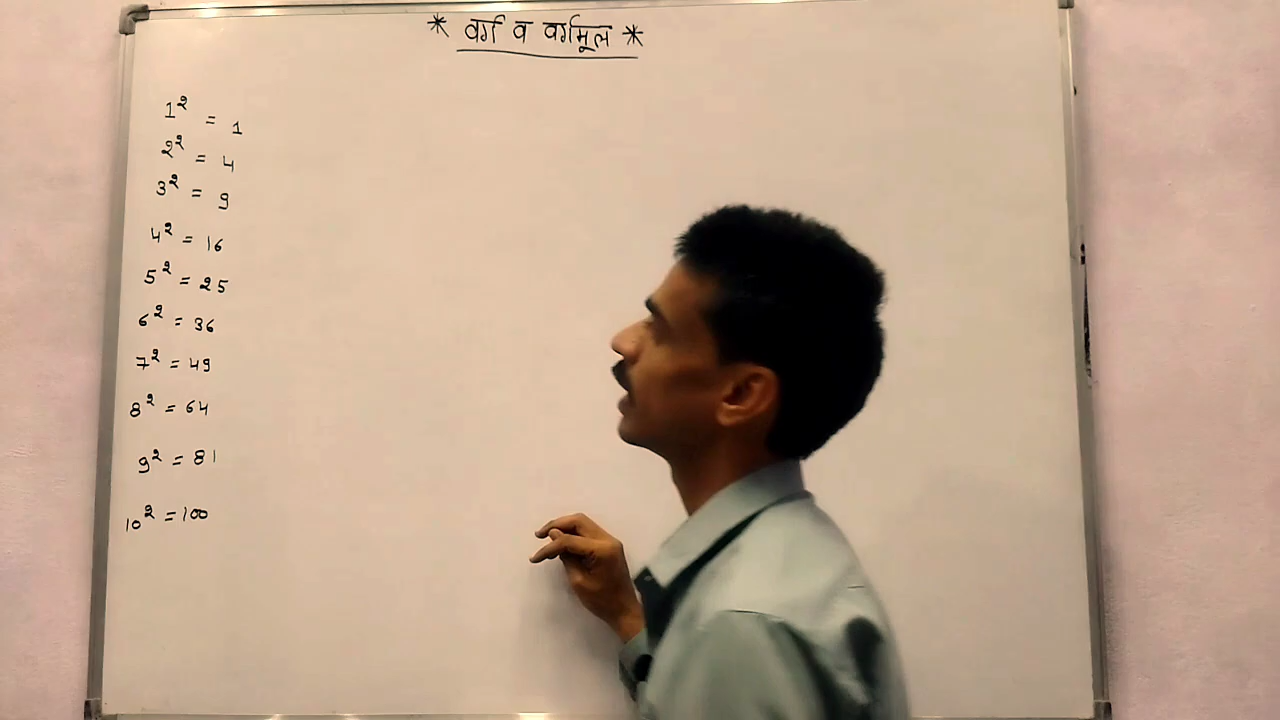 * वर्ग व वर्गमूल *
1² = 1
2² = 4
3² = 9
4² = 16
5² = 25
6² = 36
7² = 49
8² = 64
9² = 81
10² = 100